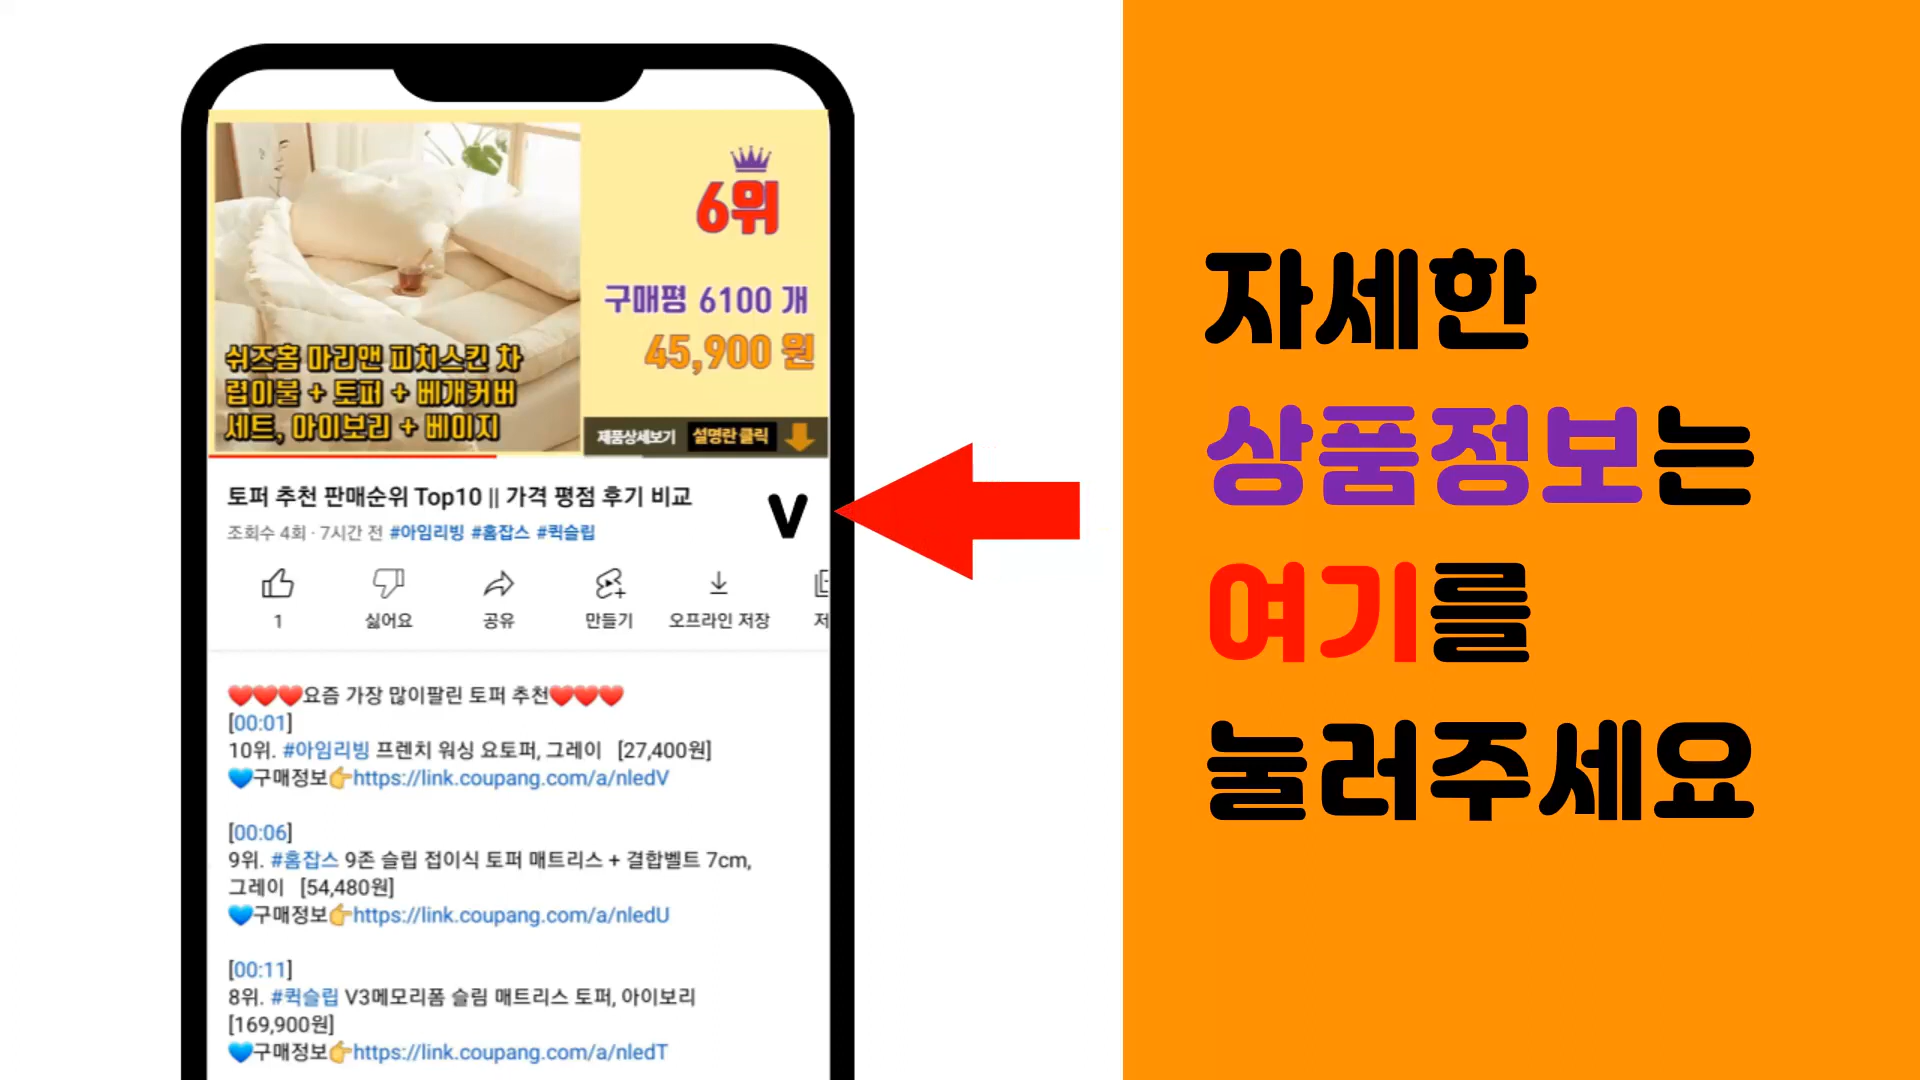 6위
구매평 6100 개
45,900 원
쉬즈홈 마리앤 피치스킨 차
렵이불 + 토퍼 + 베개커버
세트, 아이보리 + 베이지
제품상세보기 설명란 클릭
토퍼 추천 판매순위 Top10 || 가격 평점 후기 비교
V
조회수 4회 · 7시간 전 #아임리빙 #홈잡스 #퀵슬립
1 싫어요 공유 만들기 오프라인 저장 저
❤️❤️❤️요즘 가장 많이팔린 토퍼 추천❤️❤️❤️
[00:01]
10위. #아임리빙 프렌치 워싱 요토퍼, 그레이 [27,400원]
💙구매정보👉https://link.coupang.com/a/nledV
[00:06]
9위. #홈잡스 9존 슬립 접이식 토퍼 매트리스 + 결합벨트 7cm,
그레이 [54,480원]
💙구매정보👉https://link.coupang.com/a/nledU
[00:11]
8위. #퀵슬립 V3메모리폼 슬림 매트리스 토퍼, 아이보리
[169,900원]
💙구매정보👉https://link.coupang.com/a/nledT
자세한
상품정보는
여기를
눌러주세요